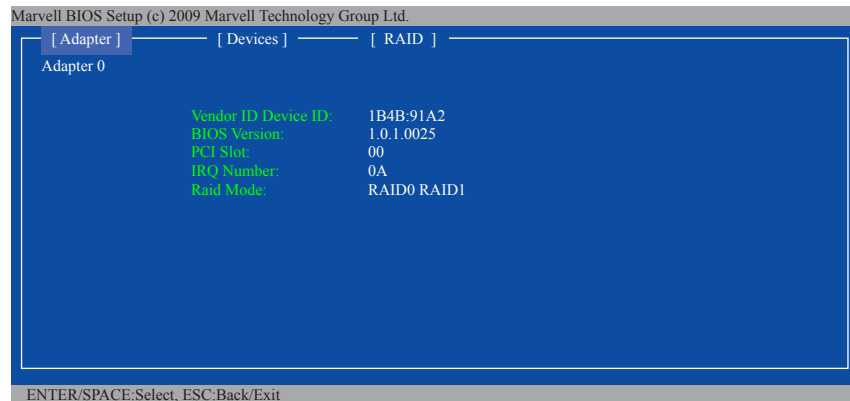 Marvell BIOS Setup (c) 2009 Marvell Technology Group Ltd.
[ Adapter ] [ Devices ] [ RAID ]
Adapter 0
Vendor ID Device ID: 1B4B:91A2
BIOS Version: 1.0.1.0025
PCI Slot: 00
IRQ Number: 0A
Raid Mode: RAID0 RAID1
ENTER/SPACE:Select, ESC:Back/Exit